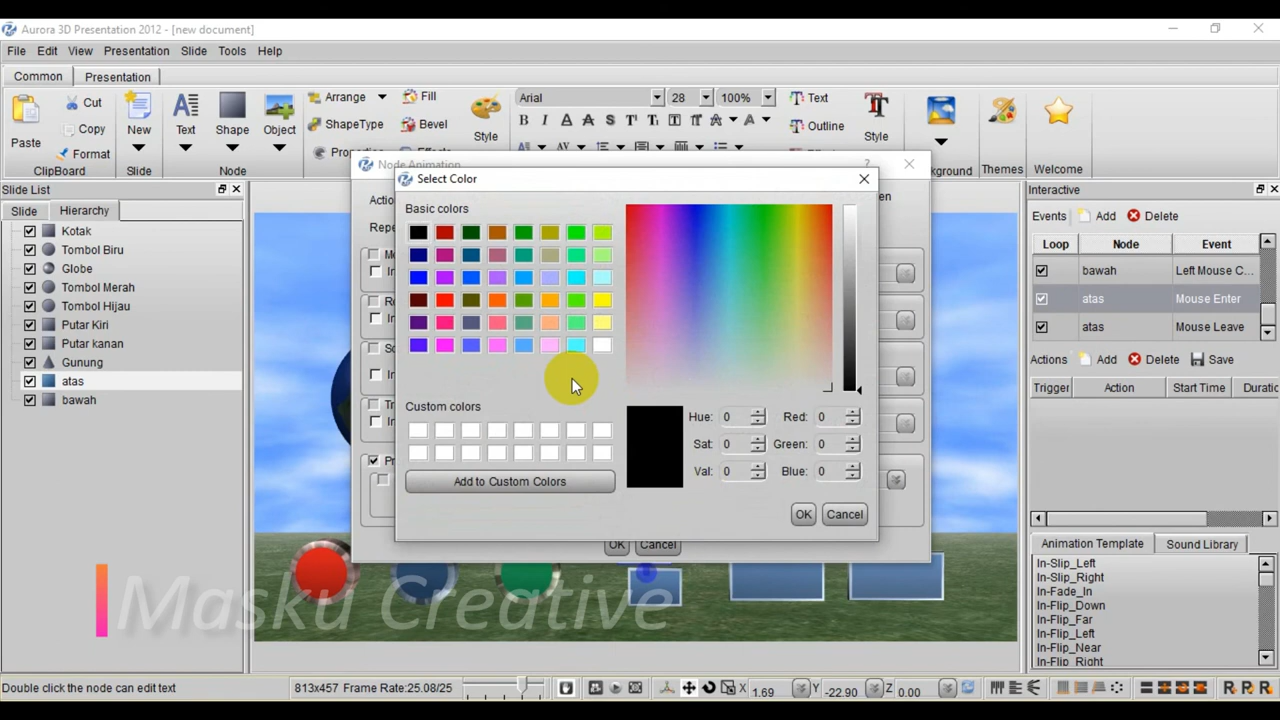 Aurora 3D Presentation 2012 - [new document]
File Edit View Presentation Slide Tools Help
Common Presentation
Paste Cut Copy Format ClipBoard
New Slide
Text Shape Object Node
Arrange Fill
ShapeType Bevel
Style
Arial 28 100%
Text
Outline
Style
Themes
Welcome
Node Animation
Select Color
Basic colors
Custom colors
Add to Custom Colors
Hue: 0 Red: 0
Sat: 0 Green: 0
Val: 0 Blue: 0
OK Cancel
OK Cancel
Slide List
Slide Hierarchy
Kotak
Tombol Biru
Globe
Tombol Merah
Tombol Hijau
Putar Kiri
Putar kanan
Gunung
atas
bawah
Interactive
Events Add Delete
Loop Node Event
bawah Left Mouse C...
atas Mouse Enter
atas Mouse Leave
Actions Add Delete Save
Trigger Action Start Time Duratic
Animation Template Sound Library
In-Slip_Left
In-Slip_Right
In-Fade_In
In-Flip_Down
In-Flip_Far
In-Flip_Left
In-Flip_Near
In-Flip_Right
Masku Creative
Double click the node can edit text 813x457 Frame Rate:25.08/25 X 1.69 Y -22.90 Z 0.00